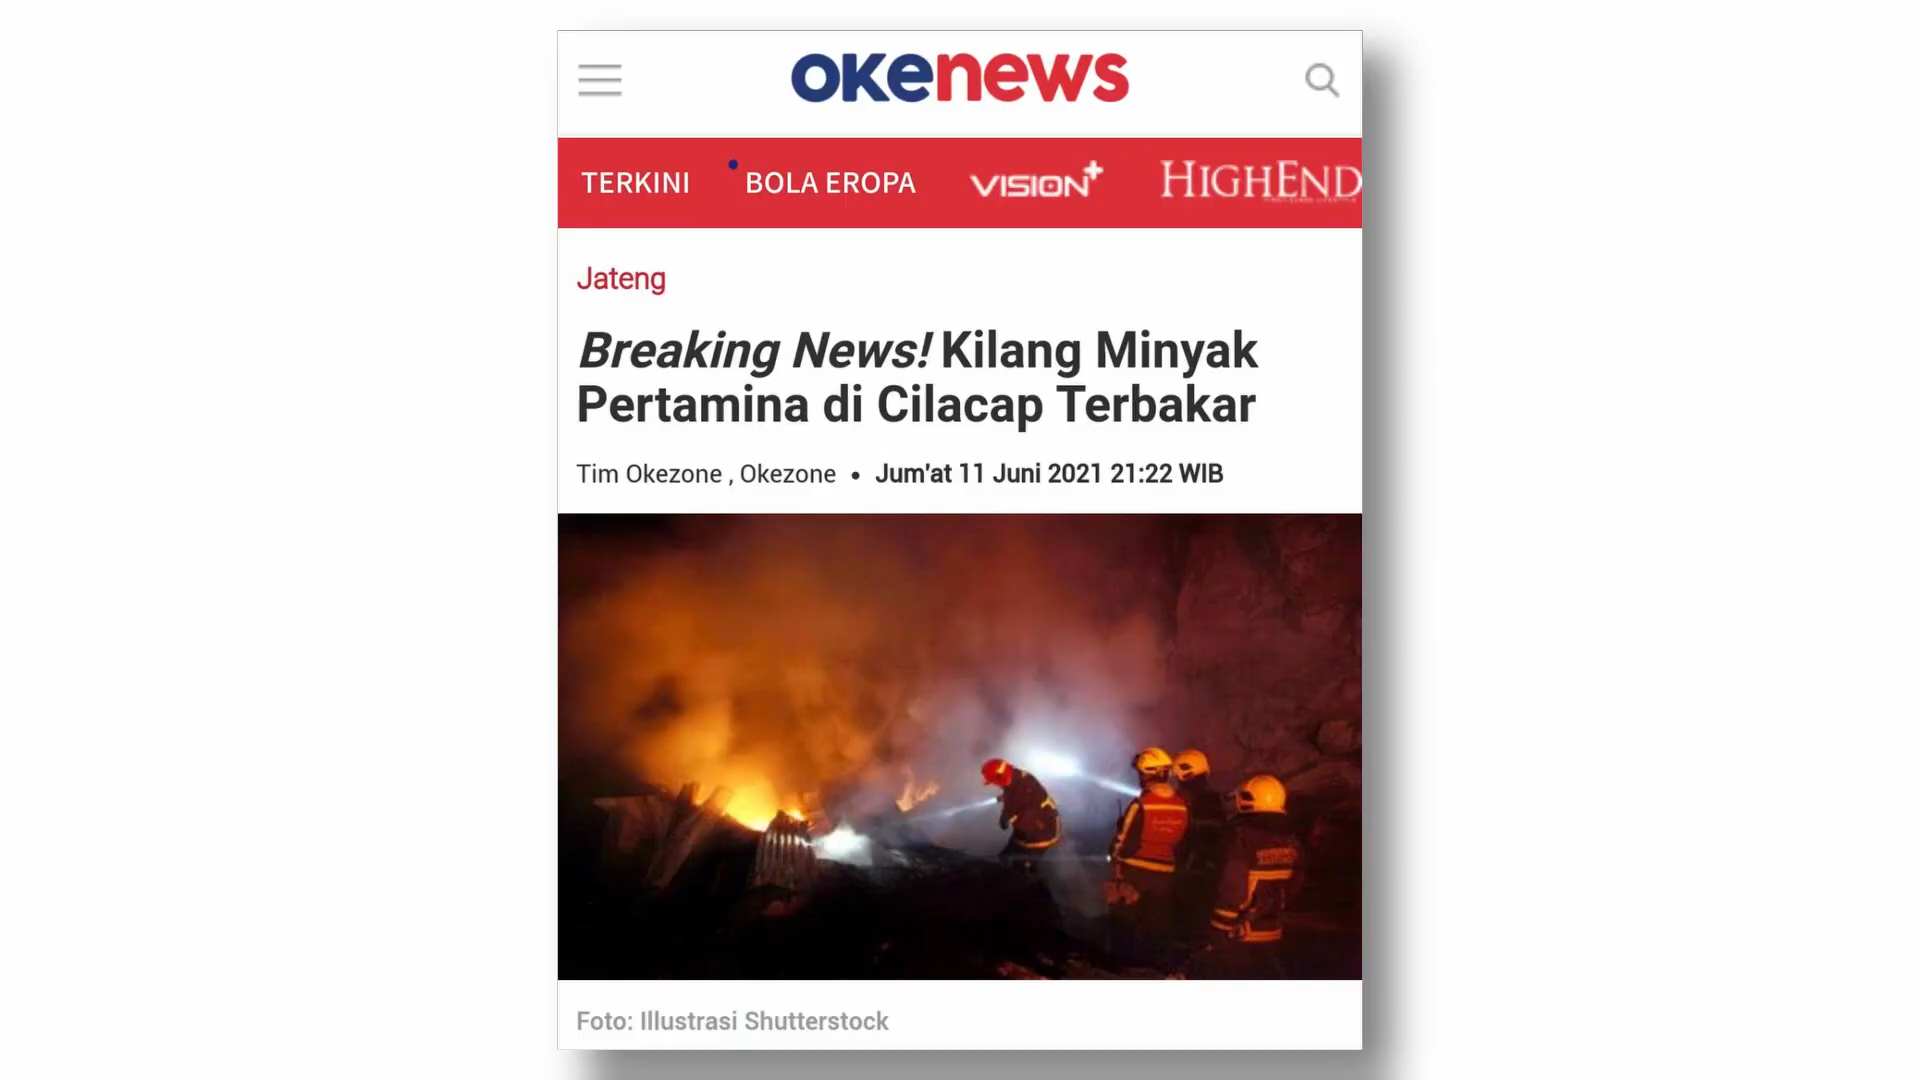 okenews
TERKINI BOLA EROPA VISION+ HIGHEND
Jateng
Breaking News! Kilang Minyak
Pertamina di Cilacap Terbakar
Tim Okezone , Okezone • Jum'at 11 Juni 2021 21:22 WIB
Foto: Illustrasi Shutterstock